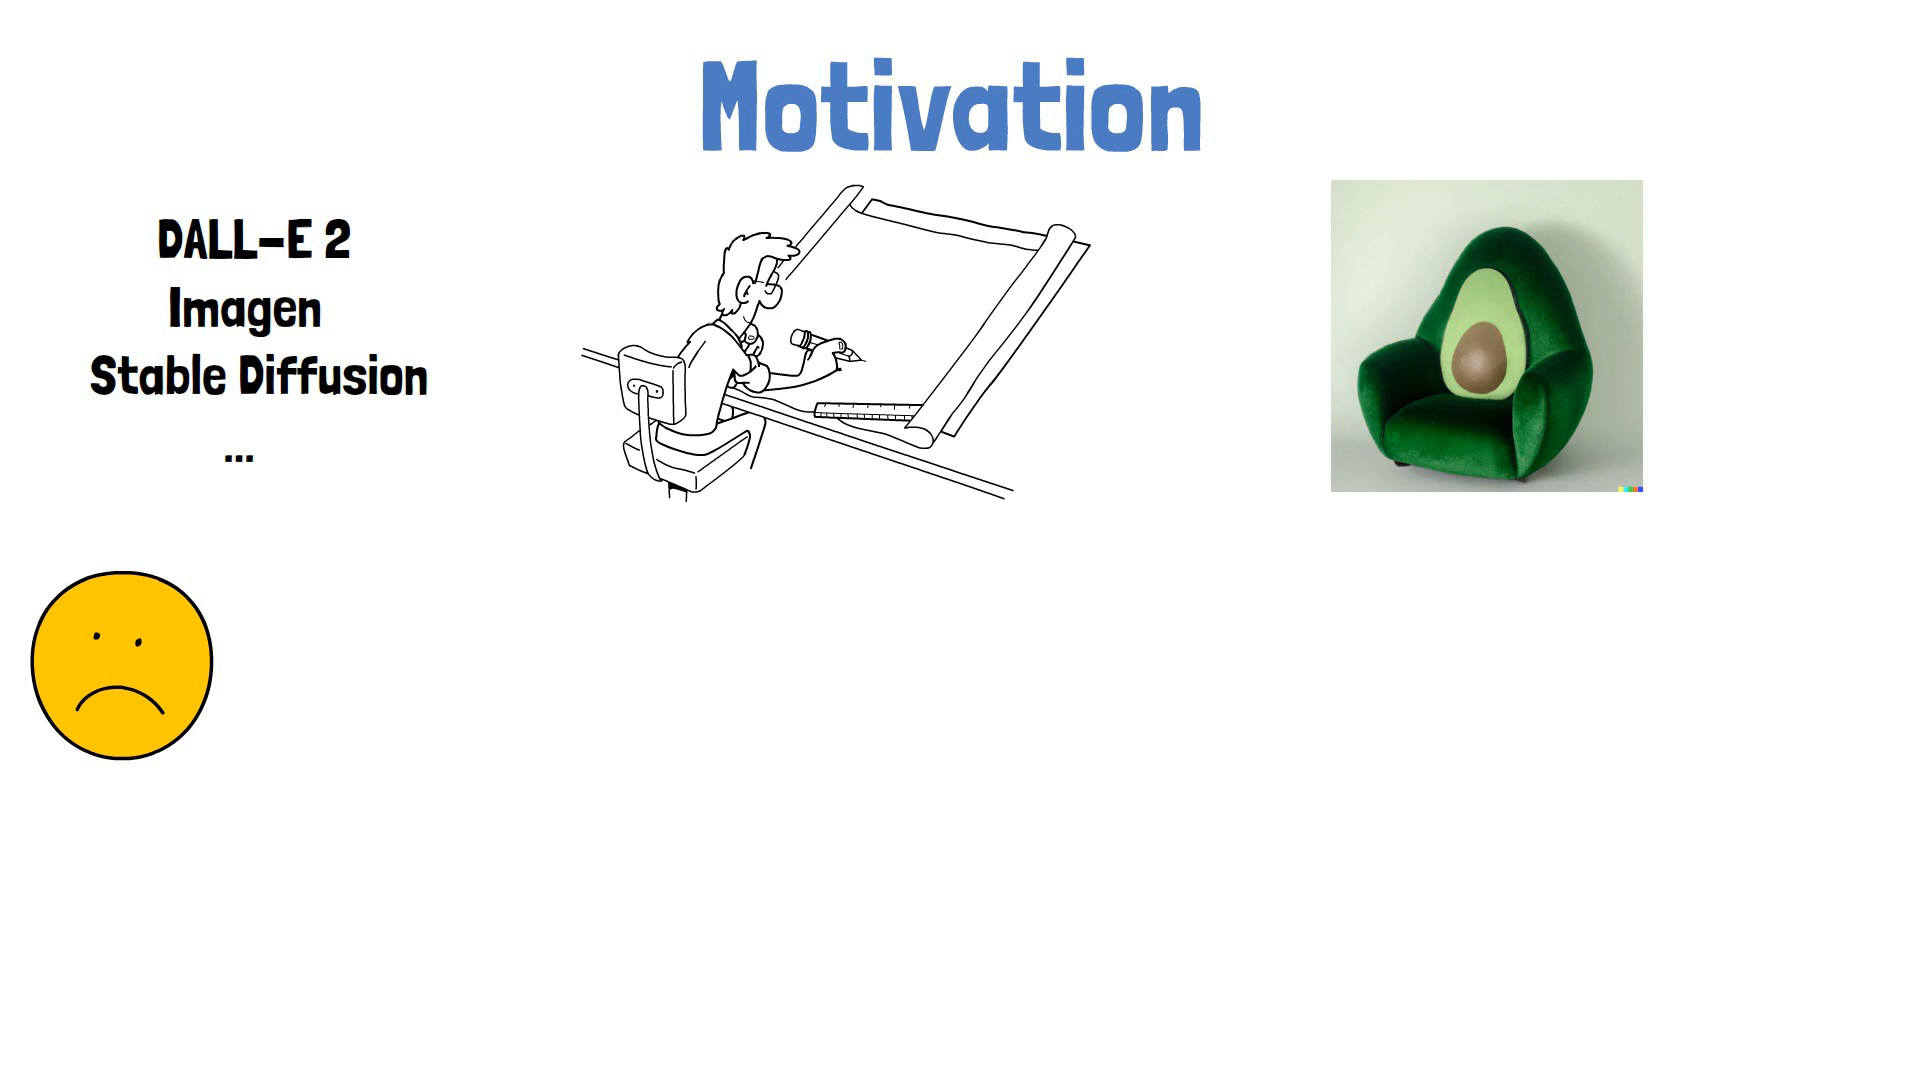 Motivation
DALL-E 2
Imagen
Stable Diffusion
...